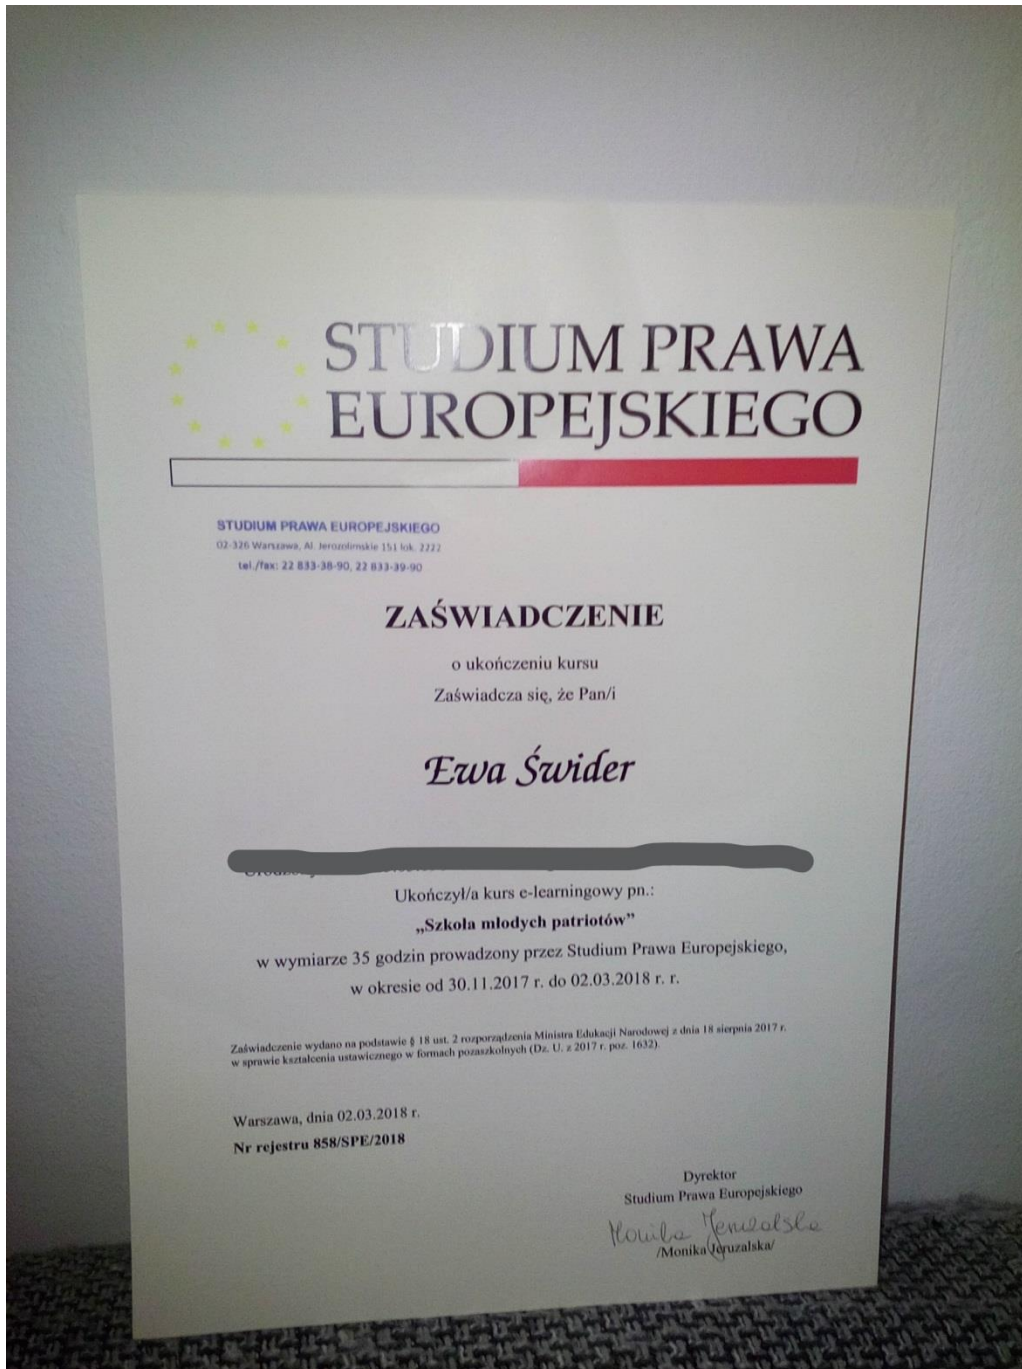 STUDIUM PRAWA
EUROPEJSKIEGO
STUDIUM PRAWA EUROPEJSKIEGO
02-326 Warszawa, Al. Jerozolimskie 151 lok. 2222
tel./fax: 22 833-38-90, 22 833-39-90
ZAŚWIADCZENIE
o ukończeniu kursu
Zaświadcza się, że Pan/i
Ewa Świder
Ukończył/a kurs e-learningowy pn.:
„Szkoła młodych patriotów”
w wymiarze 35 godzin prowadzony przez Studium Prawa Europejskiego,
w okresie od 30.11.2017 r. do 02.03.2018 r. r.
Zaświadczenie wydano na podstawie § 18 ust. 2 rozporządzenia Ministra Edukacji Narodowej z dnia 18 sierpnia 2017 r.
w sprawie kształcenia ustawicznego w formach pozaszkolnych (Dz. U. z 2017 r. poz. 1632).
Warszawa, dnia 02.03.2018 r.
Nr rejestru 858/SPE/2018
Dyrektor
Studium Prawa Europejskiego
Monika Jeruzalska
/Monika Jeruzalska/